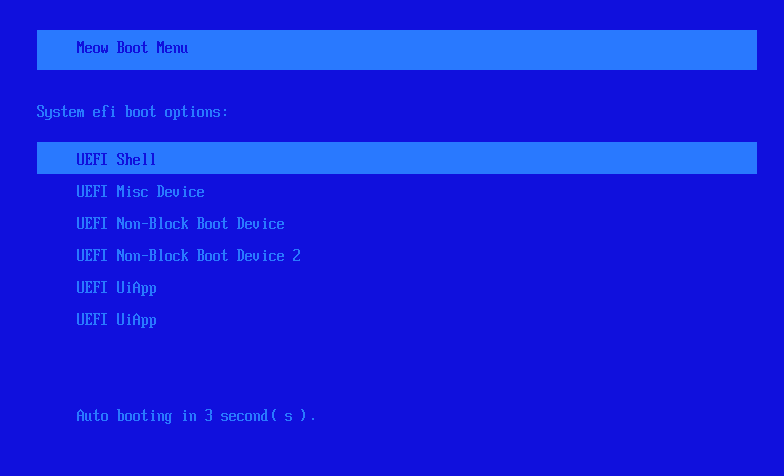 Meow Boot Menu
System efi boot options:
UEFI Shell
UEFI Misc Device
UEFI Non-Block Boot Device
UEFI Non-Block Boot Device 2
UEFI UiApp
UEFI UiApp
Auto booting in 3 second( s ).